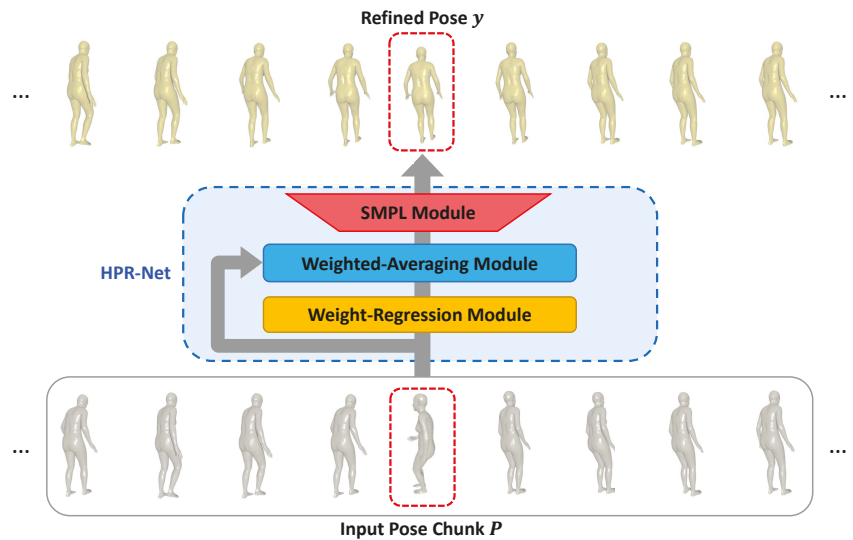 Refined Pose y
... ...
SMPL Module
Weighted-Averaging Module
HPR-Net
Weight-Regression Module
... ...
Input Pose Chunk P